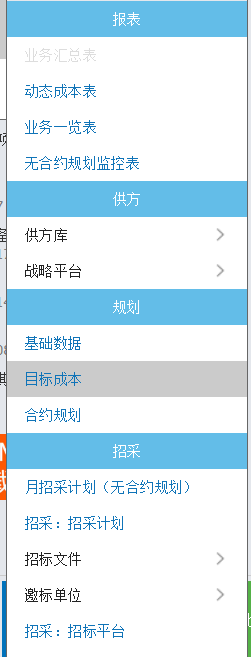 报表
业务汇总表
动态成本表
业务一览表
无合约规划监控表
供方
供方库
战略平台
规划
基础数据
目标成本
合约规划
招采
月招采计划（无合约规划）
招采：招采计划
招标文件
邀标单位
招采：招标平台